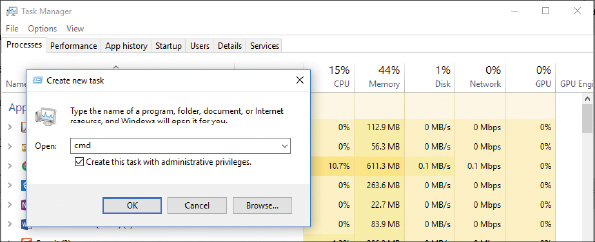 Task Manager
File Options View
Processes Performance App history Startup Users Details Services
15% 44% 1% 0% 0%
CPU Memory Disk Network GPU GPU Engi
Create new task
Type the name of a program, folder, document, or Internet
resource, and Windows will open it for you.
Open: cmd
Create this task with administrative privileges.
OK Cancel Browse...
0% 112.9 MB 0 MB/s 0 Mbps 0%
0% 56.3 MB 0 MB/s 0 Mbps 0%
10.7% 611.3 MB 0.1 MB/s 0.1 Mbps 0%
0% 263.6 MB 0 MB/s 0 Mbps 0%
0% 22.7 MB 0 MB/s 0 Mbps 0%
0% 83.9 MB 0 MB/s 0 Mbps 0%